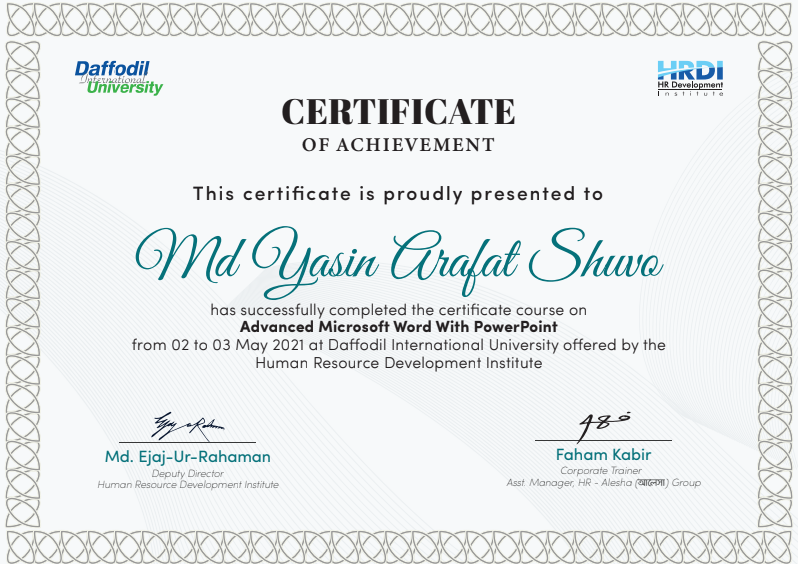 Daffodil
International
University
HRDI
HR Development
Institute
CERTIFICATE
OF ACHIEVEMENT
This certificate is proudly presented to
Md Yasin Arafat Shuvo
has successfully completed the certificate course on
Advanced Microsoft Word With PowerPoint
from 02 to 03 May 2021 at Daffodil International University offered by the
Human Resource Development Institute
Md. Ejaj-Ur-Rahaman
Deputy Director
Human Resource Development Institute
Faham Kabir
Corporate Trainer
Asst. Manager, HR - Alesha (আলেশা) Group